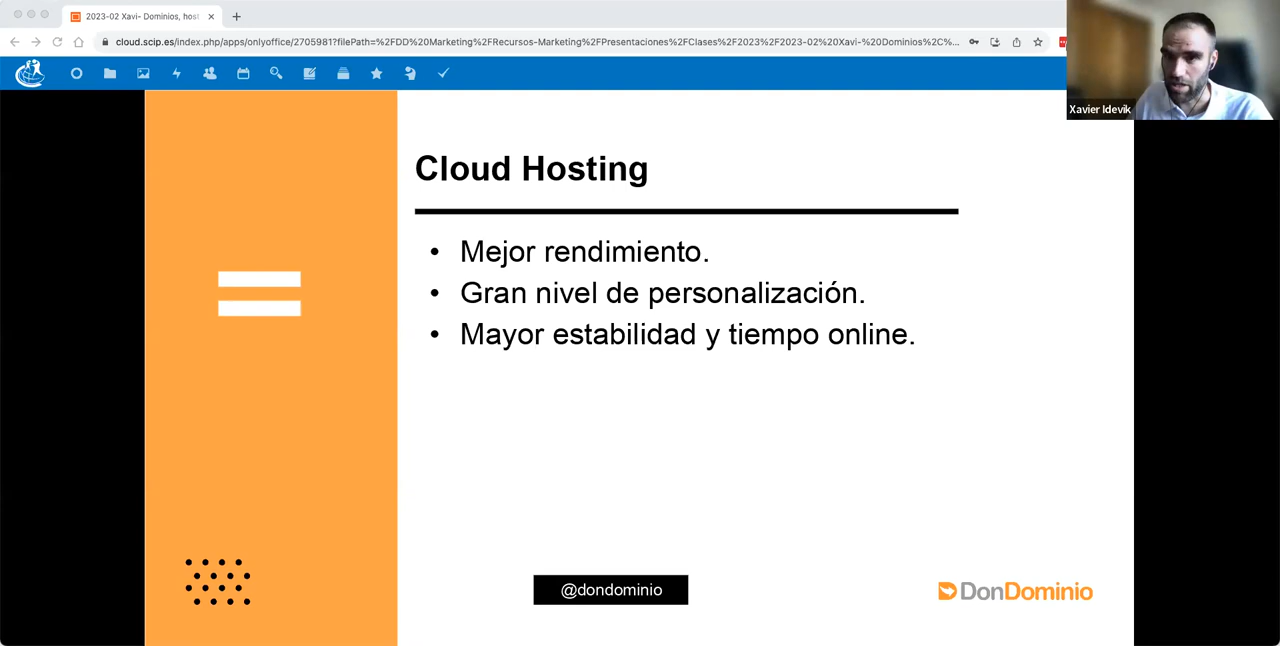 2023-02 Xavi- Dominios, hos
cloud.scip.es/index.php/apps/onlyoffice/2705981?filePath=%2FDD%20Marketing%2FRecursos-Marketing%2FPresentaciones%2FClases%2F2023%2F2023-02%20Xavi-%20Dominios%2C%...
Xavier Idevik
Cloud Hosting
• Mejor rendimiento.
• Gran nivel de personalización.
• Mayor estabilidad y tiempo online.
@dondominio
DonDominio